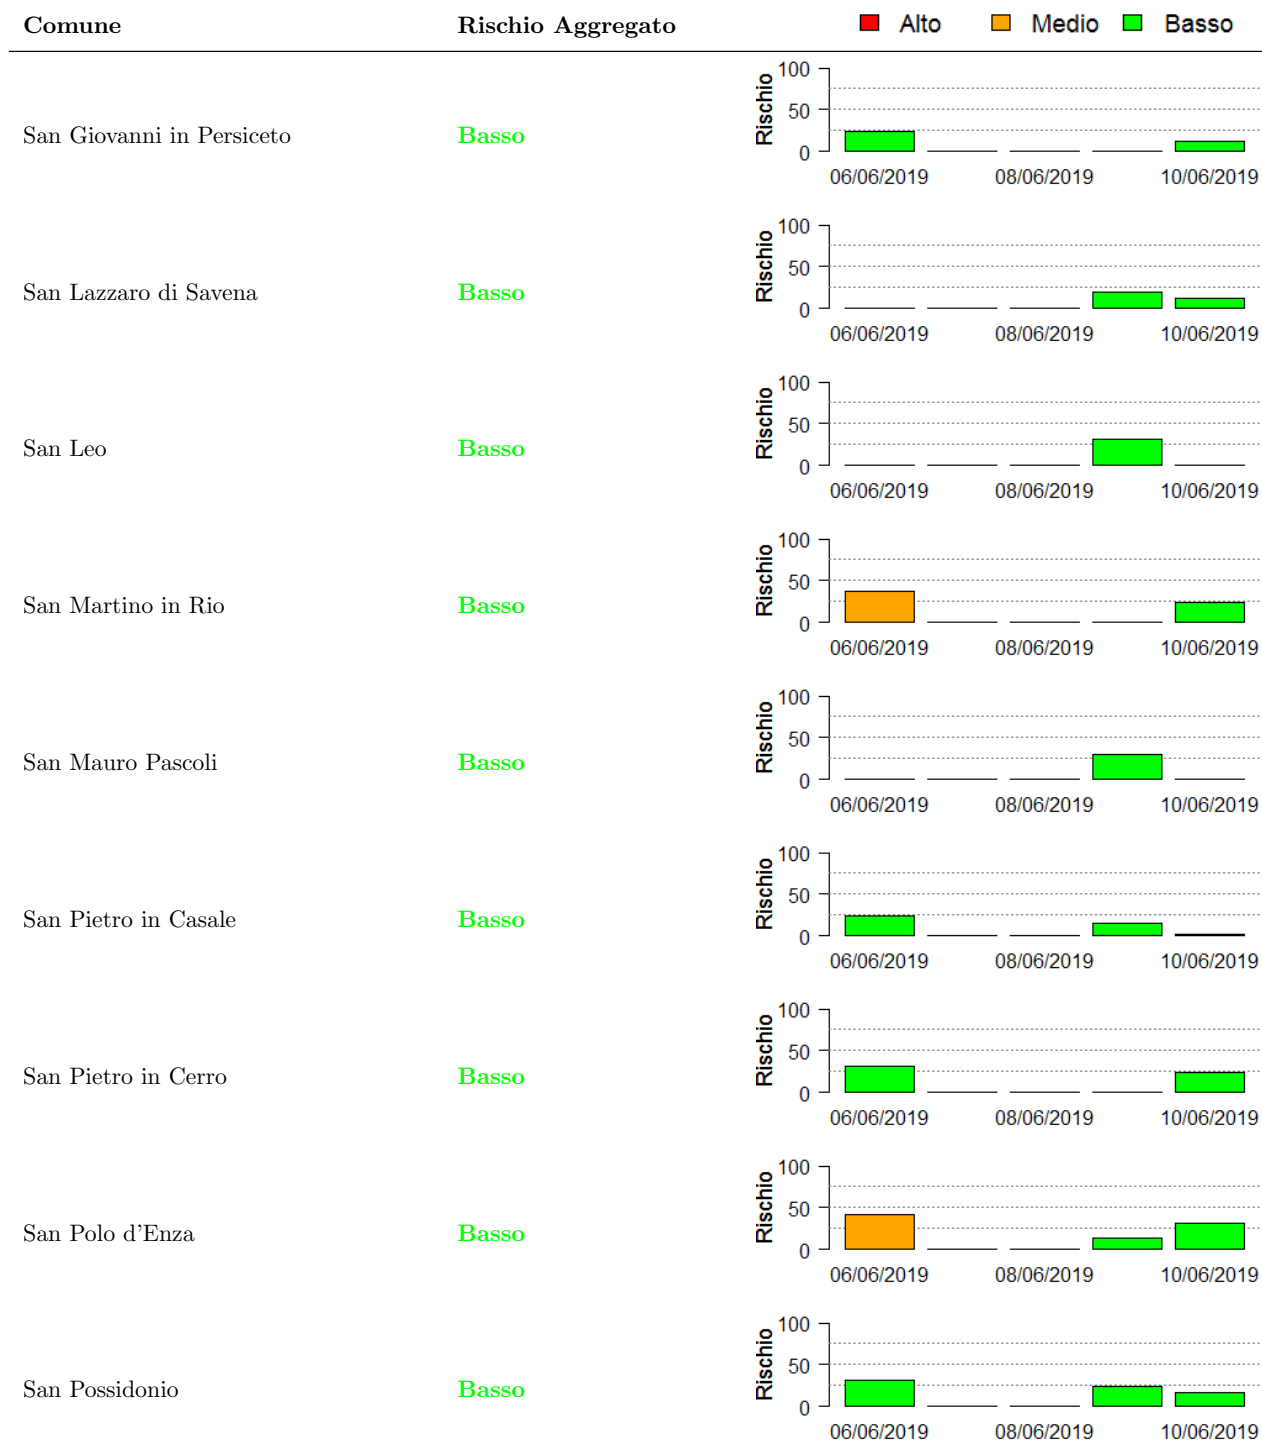 Comune Rischio Aggregato Alto Medio Basso
San Giovanni in Persiceto Basso
Rischio
100
50
0
06/06/2019 08/06/2019 10/06/2019
San Lazzaro di Savena Basso
Rischio
100
50
0
06/06/2019 08/06/2019 10/06/2019
San Leo Basso
Rischio
100
50
0
06/06/2019 08/06/2019 10/06/2019
San Martino in Rio Basso
Rischio
100
50
0
06/06/2019 08/06/2019 10/06/2019
San Mauro Pascoli Basso
Rischio
100
50
0
06/06/2019 08/06/2019 10/06/2019
San Pietro in Casale Basso
Rischio
100
50
0
06/06/2019 08/06/2019 10/06/2019
San Pietro in Cerro Basso
Rischio
100
50
0
06/06/2019 08/06/2019 10/06/2019
San Polo d'Enza Basso
Rischio
100
50
0
06/06/2019 08/06/2019 10/06/2019
San Possidonio Basso
Rischio
100
50
0
06/06/2019 08/06/2019 10/06/2019